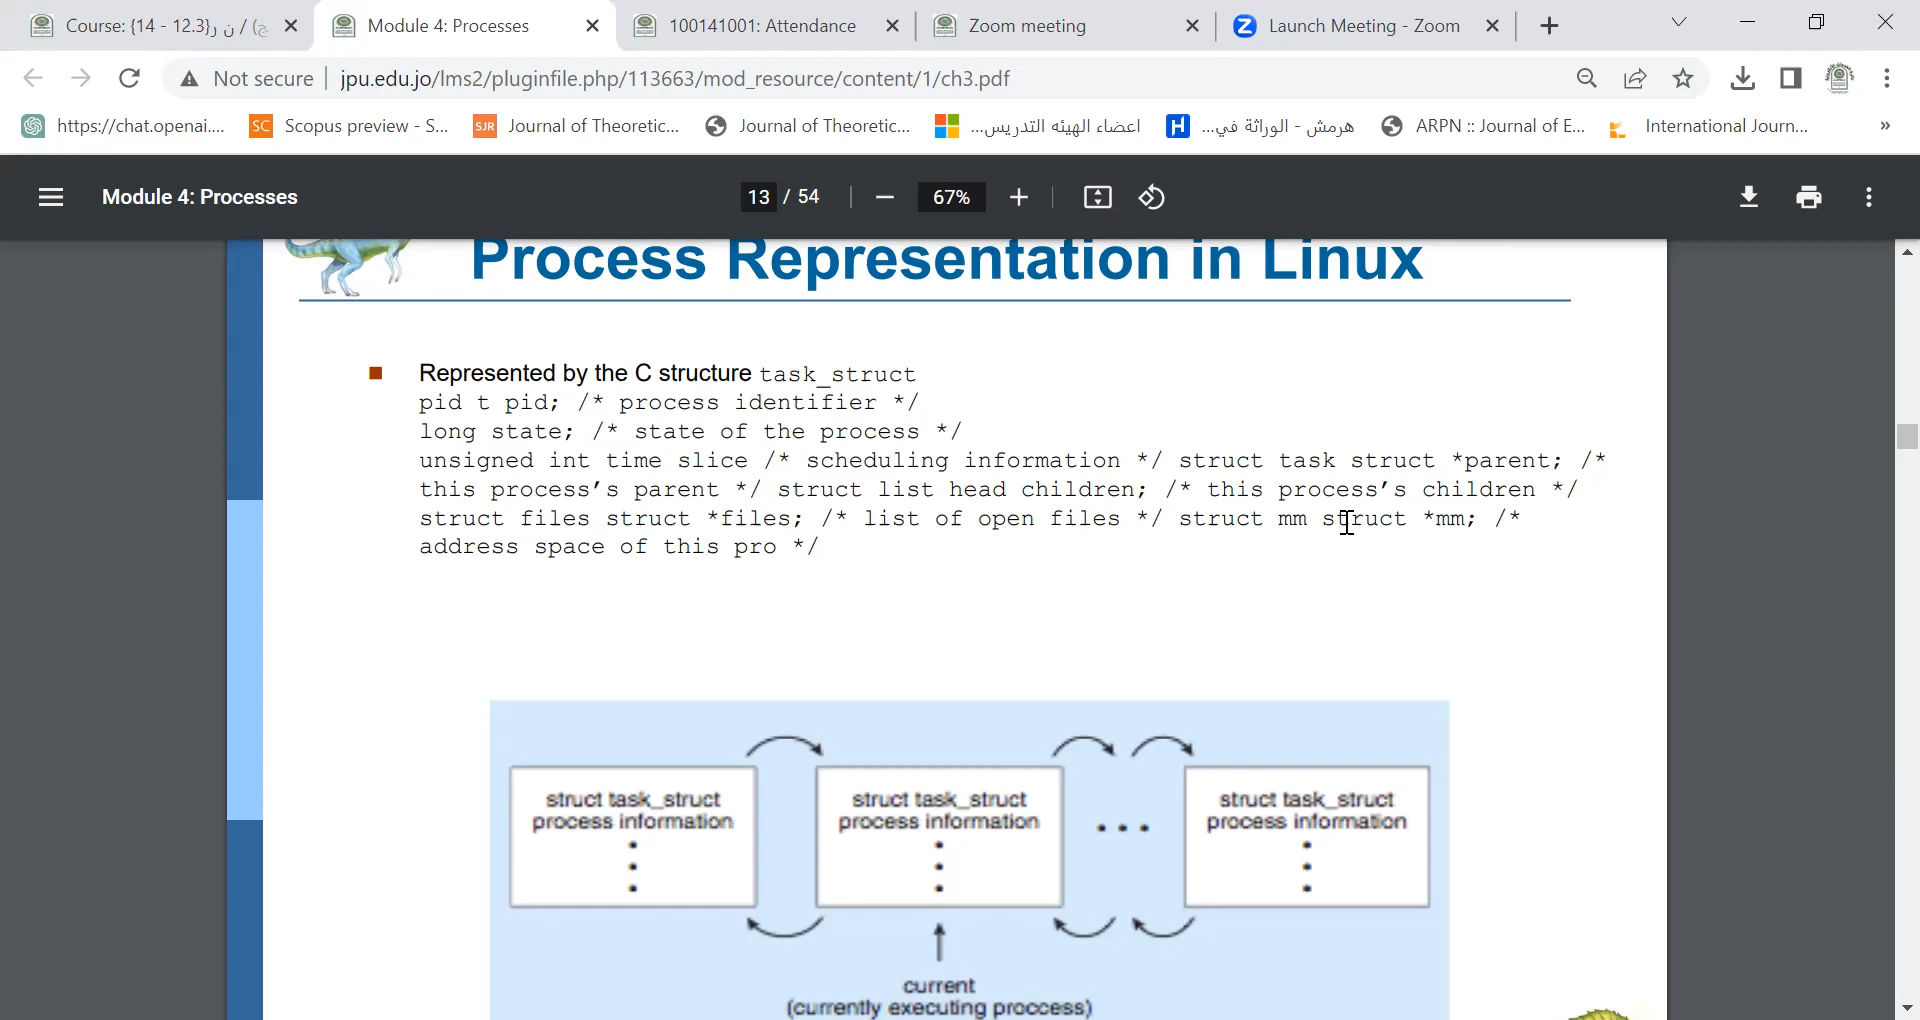 Course: {14 - 12.3}ن ر / (ج
Module 4: Processes
100141001: Attendance
Zoom meeting
Launch Meeting - Zoom
Not secure
jpu.edu.jo/lms2/pluginfile.php/113663/mod_resource/content/1/ch3.pdf
https://chat.openai....
SC
Scopus preview - S...
SJR
Journal of Theoretic...
Journal of Theoretic...
اعضاء الهيئه التدريس...
H
هرمش - الوراثة في...
ARPN :: Journal of E...
International Journ...
»
Module 4: Processes
13 / 54
67%
Process Representation in Linux
Represented by the C structure task_struct
pid t pid; /* process identifier */
long state; /* state of the process */
unsigned int time slice /* scheduling information */ struct task struct *parent; /*
this process’s parent */ struct list head children; /* this process’s children */
struct files struct *files; /* list of open files */ struct mm struct *mm; /*
address space of this pro */
struct task_struct
process information
struct task_struct
process information
struct task_struct
process information
current
(currently executing proccess)